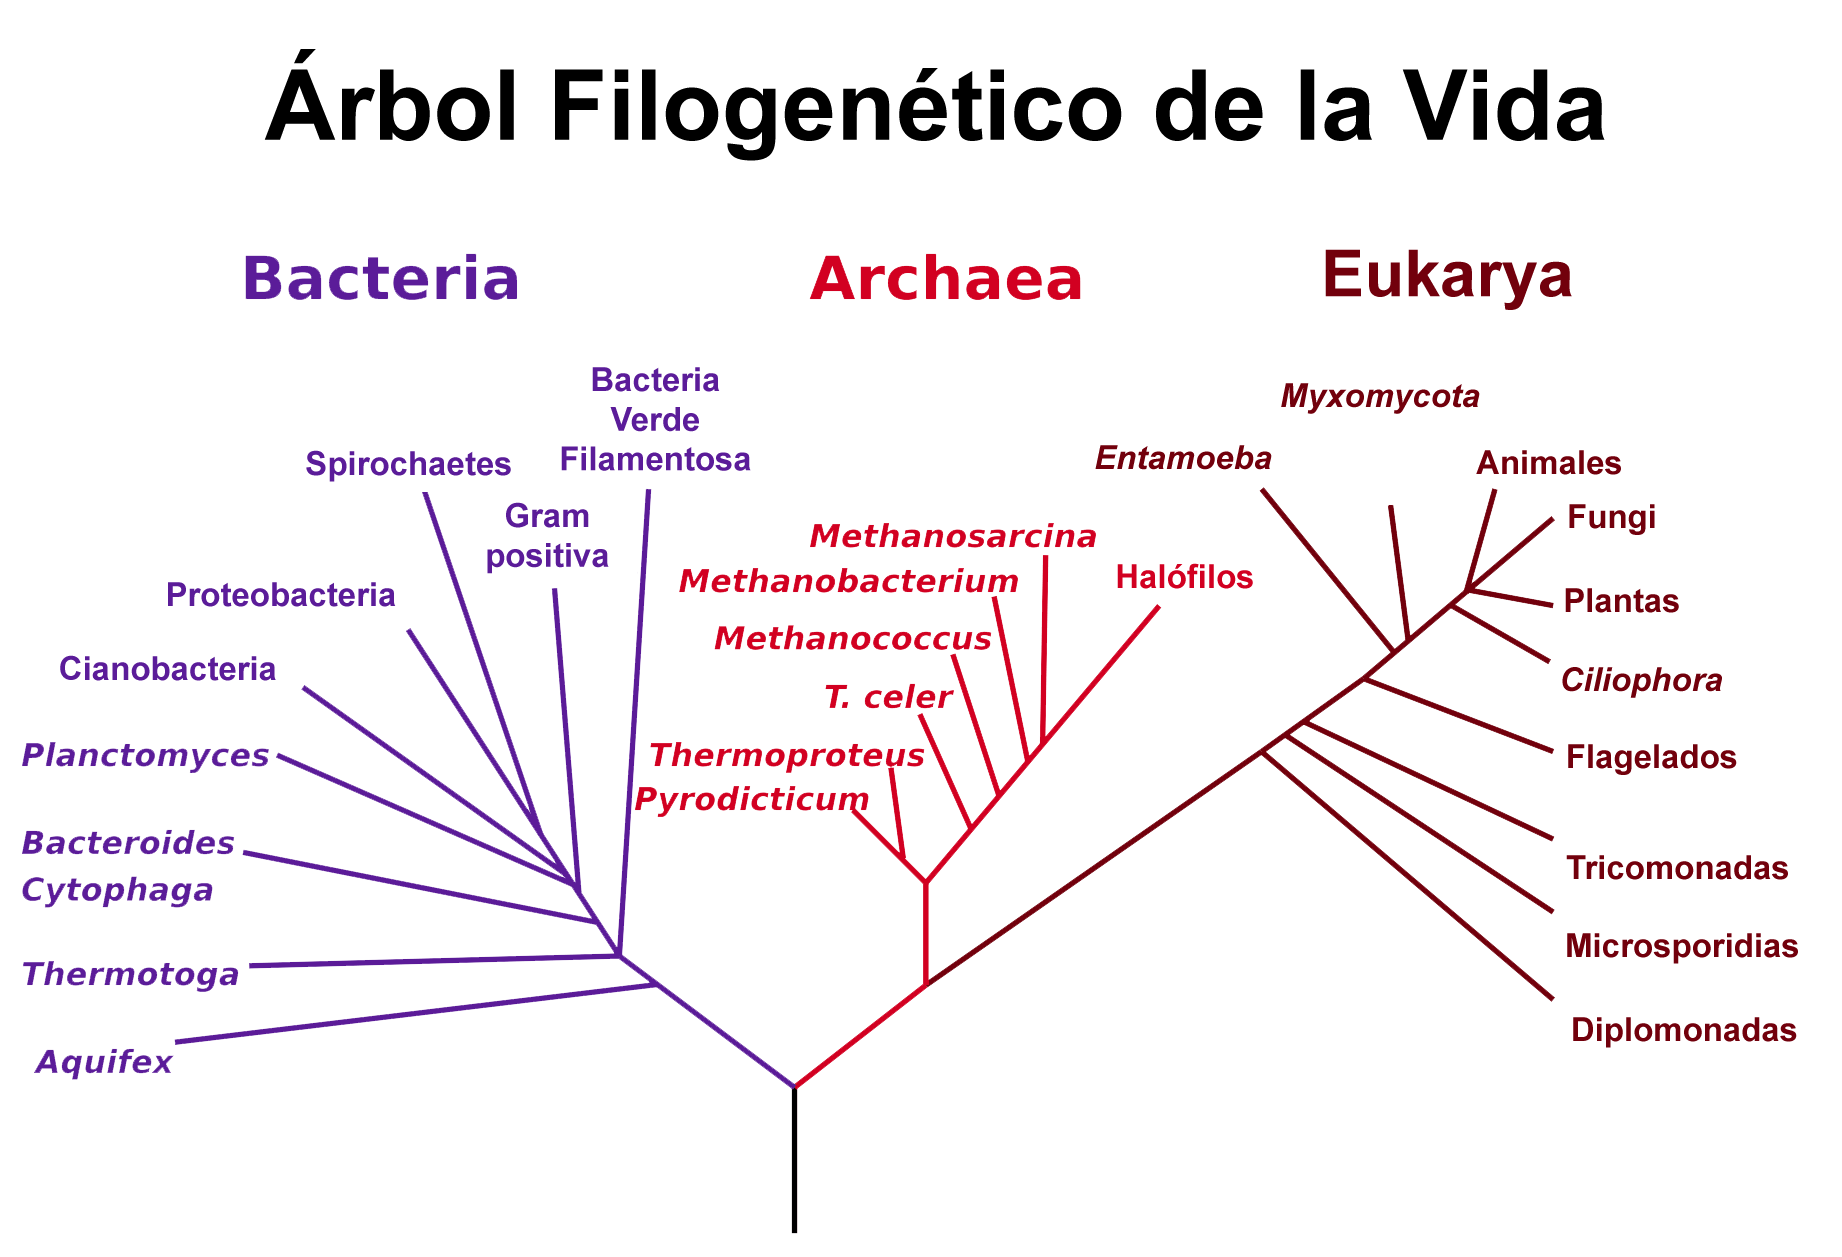 Árbol Filogenético de la Vida
Bacteria
Archaea
Eukarya
Bacteria
Verde
Filamentosa
Spirochaetes
Gram
positiva
Proteobacteria
Cianobacteria
Planctomyces
Bacteroides
Cytophaga
Thermotoga
Aquifex
Methanosarcina
Methanobacterium
Halófilos
Methanococcus
T. celer
Thermoproteus
Pyrodicticum
Myxomycota
Entamoeba
Animales
Fungi
Plantas
Ciliophora
Flagelados
Tricomonadas
Microsporidias
Diplomonadas